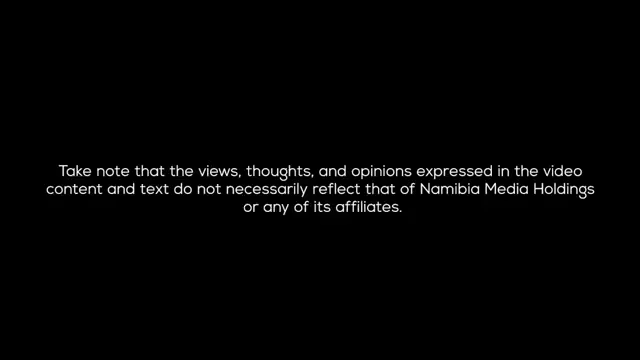 Take note that the views, thoughts, and opinions expressed in the video
content and text do not necessarily reflect that of Namibia Media Holdings
or any of its affiliates.